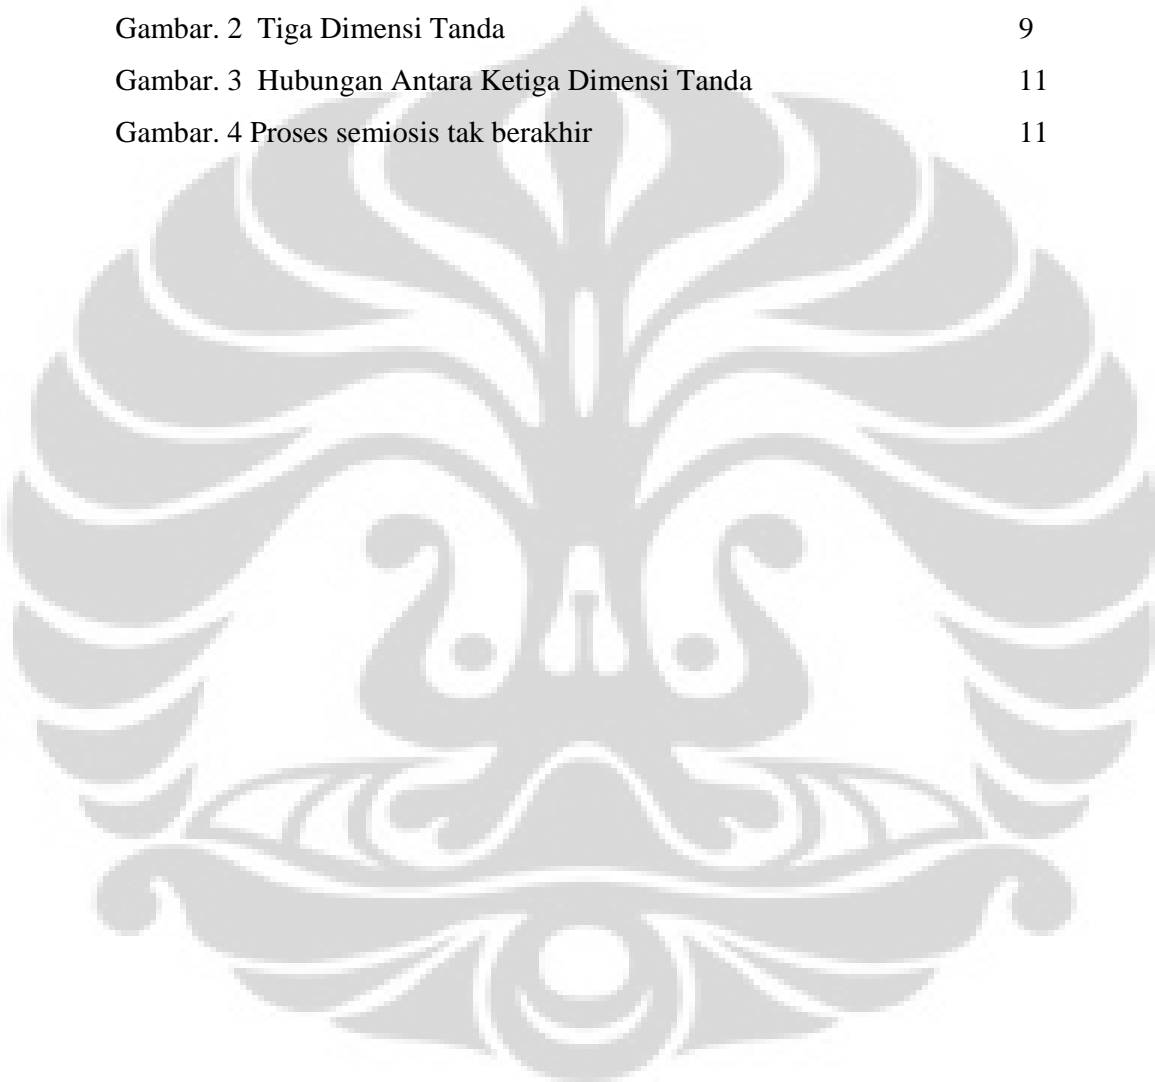 Gambar. 2 Tiga Dimensi Tanda 9
Gambar. 3 Hubungan Antara Ketiga Dimensi Tanda 11
Gambar. 4 Proses semiosis tak berakhir 11